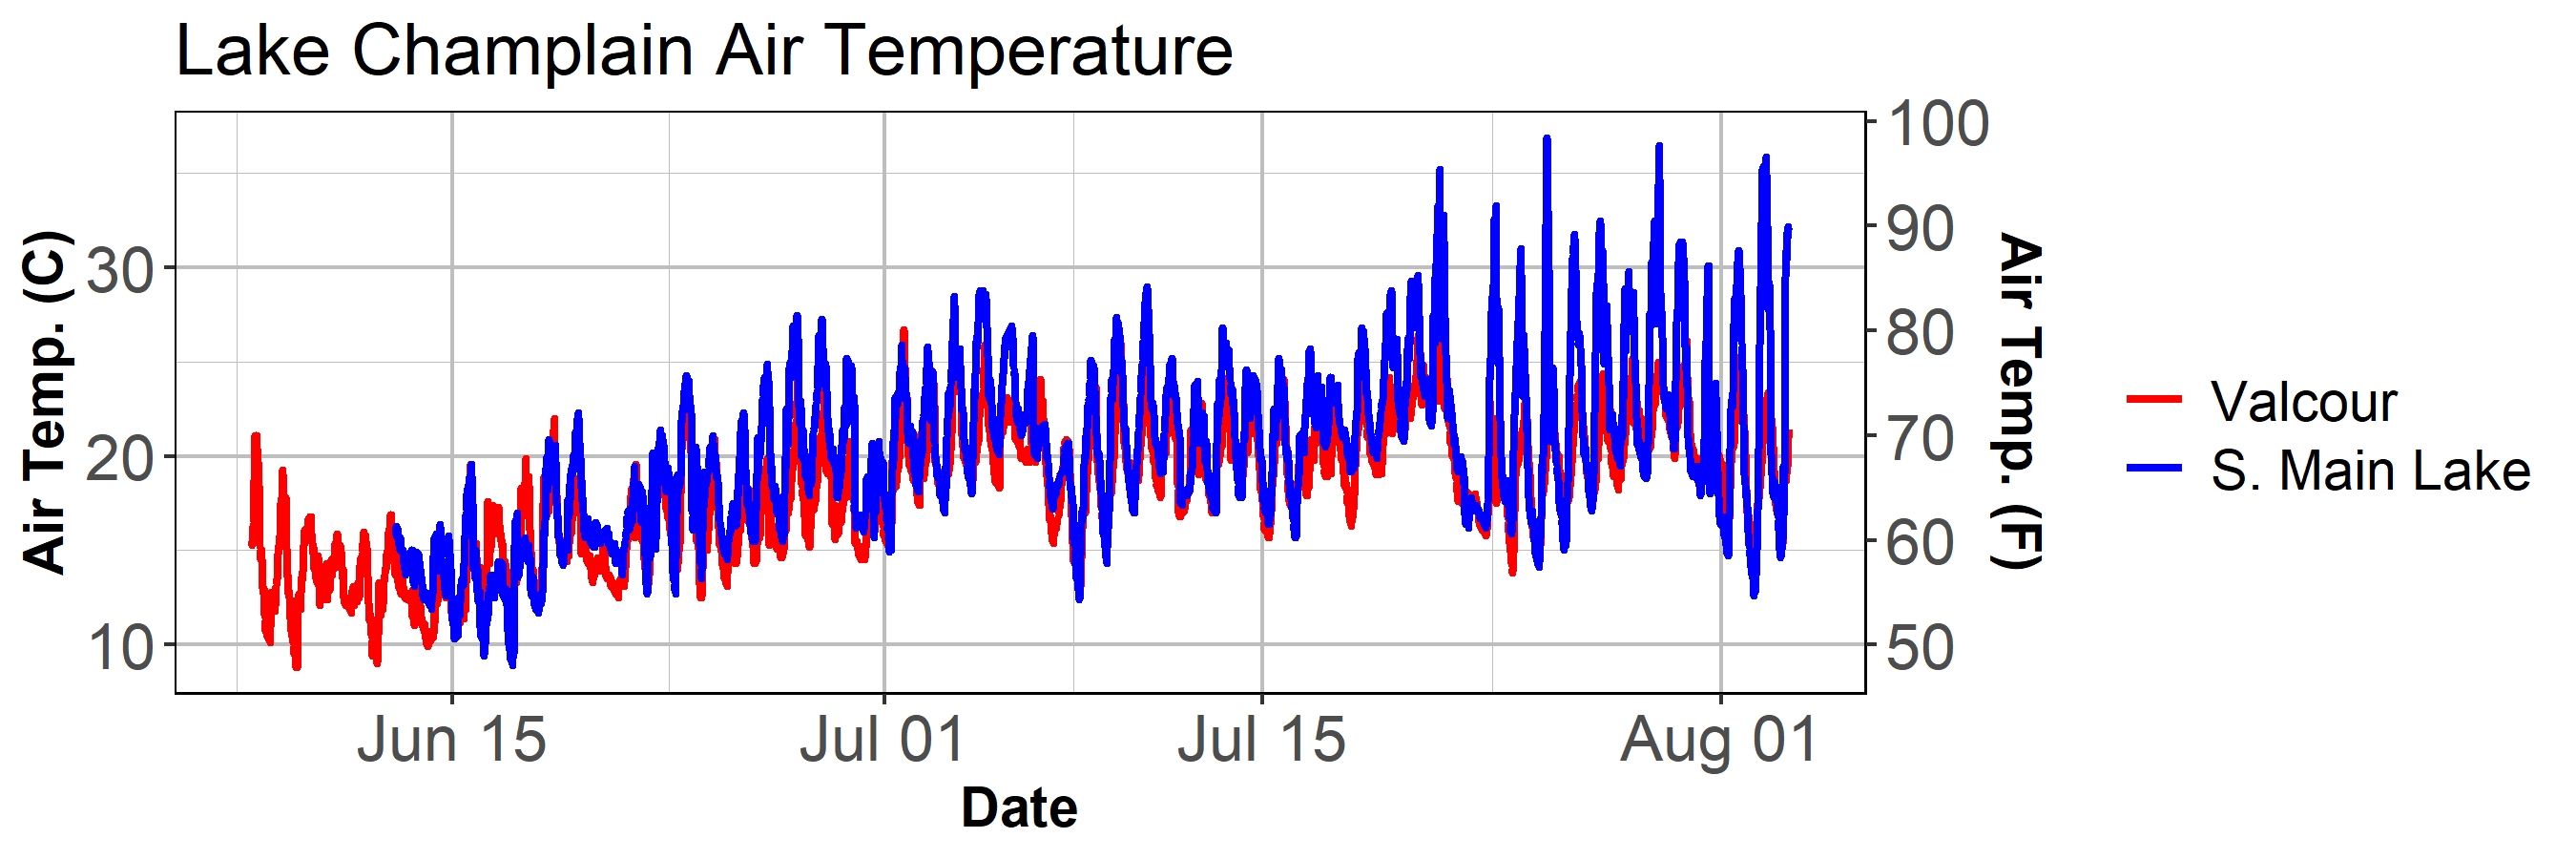 Lake Champlain Air Temperature
Air Temp. (C)
30
20
10
100
90
80
70
60
50
Air Temp. (F)
Jun 15
Jul 01
Jul 15
Aug 01
Date
Valcour
S. Main Lake